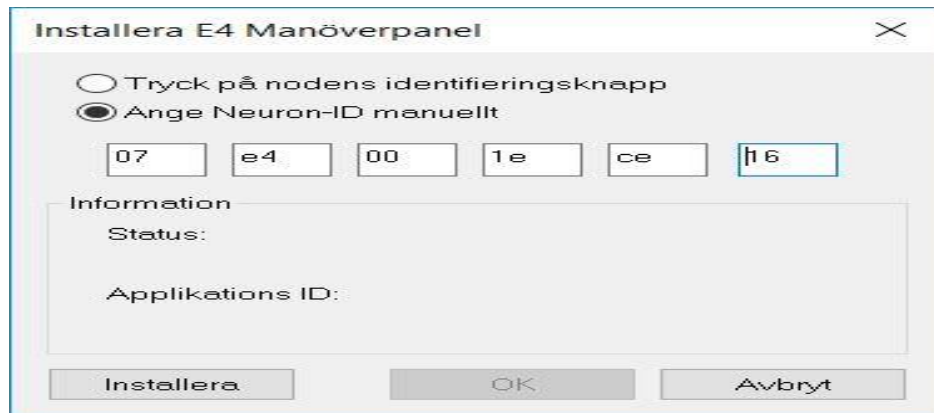 Installera E4 Manöverpanel
Tryck på nodens identifieringsknapp
Ange Neuron-ID manuellt
07 e4 00 1e ce 16
Information
Status:
Applikations ID:
Installera OK Avbryt